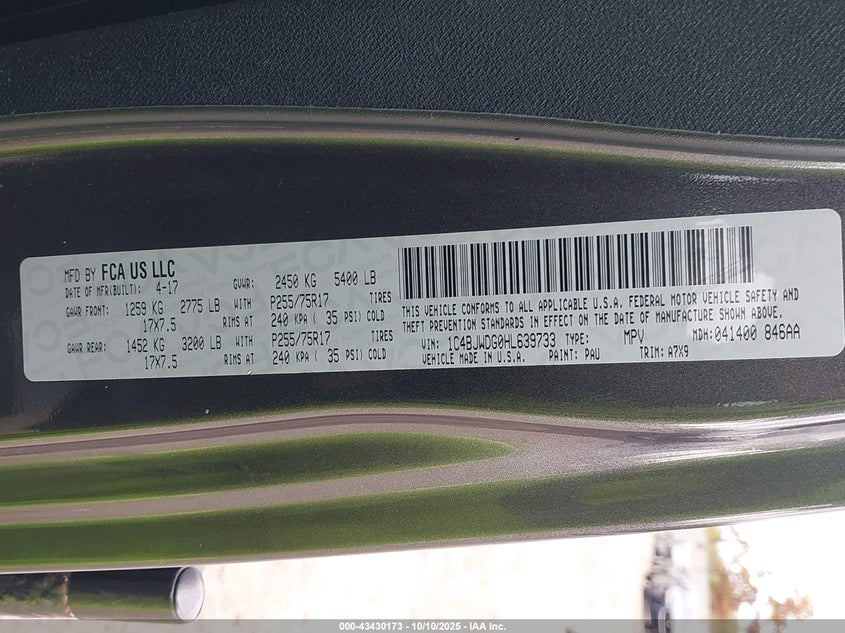 MFD BY FCA US LLC
DATE OF MFR(BUILT): 4-17 GVWR: 2450 KG 5400 LB
GAWR FRONT: 1259 KG 2775 LB WITH P255/75R17 TIRES
17X7.5 RIMS AT 240 KPA ( 35 PSI) COLD
GAWR REAR: 1452 KG 3200 LB WITH P255/75R17 TIRES
17X7.5 RIMS AT 240 KPA ( 35 PSI) COLD
THIS VEHICLE CONFORMS TO ALL APPLICABLE U.S.A. FEDERAL MOTOR VEHICLE SAFETY AND
THEFT PREVENTION STANDARDS IN EFFECT ON THE DATE OF MANUFACTURE SHOWN ABOVE.
VIN: 1C4BJWDG0HL639733 TYPE: MPV MDH: 041400 846AA
VEHICLE MADE IN U.S.A. PAINT: PAU TRIM: A7X9
000-43430173 - 10/10/2025 - IAA Inc.